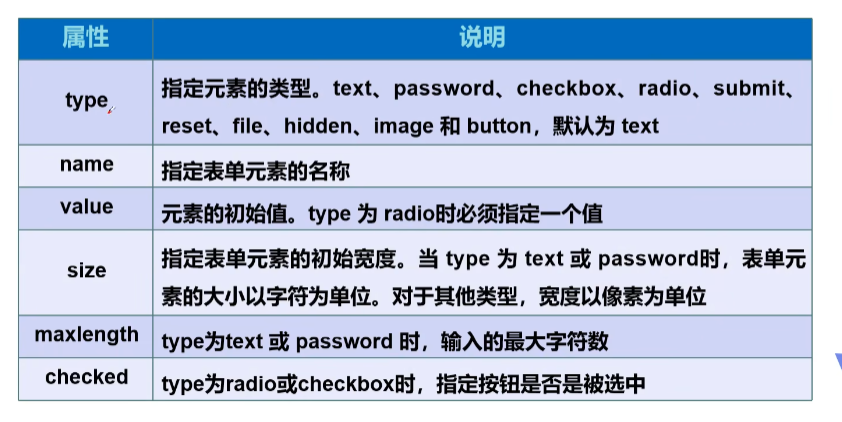 属性 说明
type 指定元素的类型。text、password、checkbox、radio、submit、
reset、file、hidden、image 和 button，默认为 text
name 指定表单元素的名称
value 元素的初始值。type 为 radio时必须指定一个值
size 指定表单元素的初始宽度。当 type 为 text 或 password时，表单元
素的大小以字符为单位。对于其他类型，宽度以像素为单位
maxlength type为text 或 password 时，输入的最大字符数
checked type为radio或checkbox时，指定按钮是否是被选中